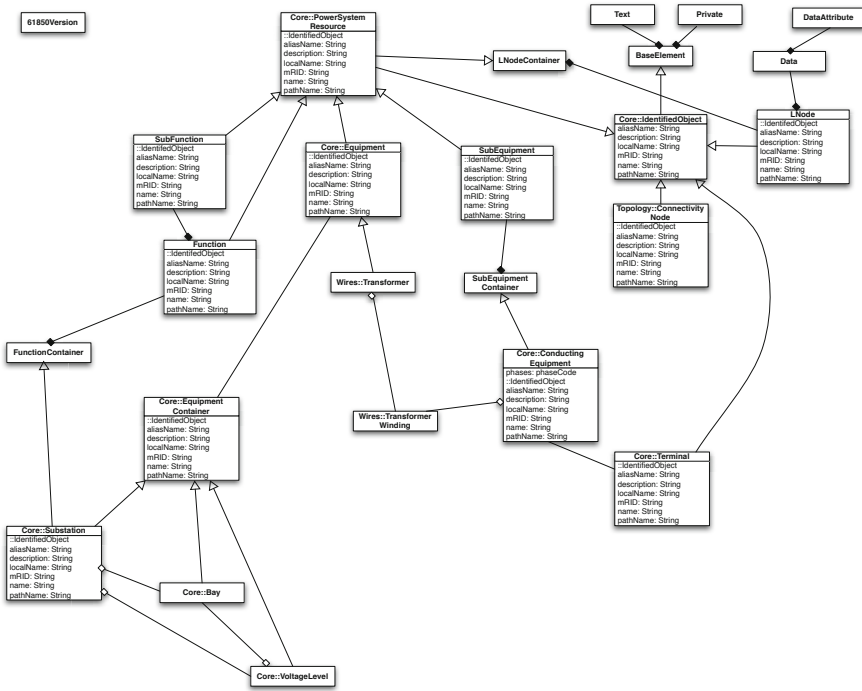 61850Version
Core::PowerSystem
Resource
::IdentifiedObject
aliasName: String
description: String
localName: String
mRID: String
name: String
pathName: String
LNodeContainer
Text
Private
BaseElement
DataAttribute
Data
Core::IdentifiedObject
aliasName: String
description: String
localName: String
mRID: String
name: String
pathName: String
LNode
::IdentifedObject
aliasName: String
description: String
localName: String
mRID: String
name: String
pathName: String
SubFunction
::IdentifedObject
aliasName: String
description: String
localName: String
mRID: String
name: String
pathName: String
Core::Equipment
::IdentifiedObject
aliasName: String
description: String
localName: String
mRID: String
name: String
pathName: String
SubEquipment
::IdentifedObject
aliasName: String
description: String
localName: String
mRID: String
name: String
pathName: String
Topology::Connectivity
Node
::IdentifiedObject
aliasName: String
description: String
localName: String
mRID: String
name: String
pathName: String
Function
::IdentifedObject
aliasName: String
description: String
localName: String
mRID: String
name: String
pathName: String
Wires::Transformer
SubEquipment
Container
FunctionContainer
Core::Conducting
Equipment
phases: phaseCode
::IdentifiedObject
aliasName: String
description: String
localName: String
mRID: String
name: String
pathName: String
Core::Equipment
Container
::IdentifiedObject
aliasName: String
description: String
localName: String
mRID: String
name: String
pathName: String
Wires::Transformer
Winding
Core::Terminal
::IdentifiedObject
aliasName: String
description: String
localName: String
mRID: String
name: String
pathName: String
Core::Substation
::IdentifiedObject
aliasName: String
description: String
localName: String
mRID: String
name: String
pathName: String
Core::Bay
Core::VoltageLevel